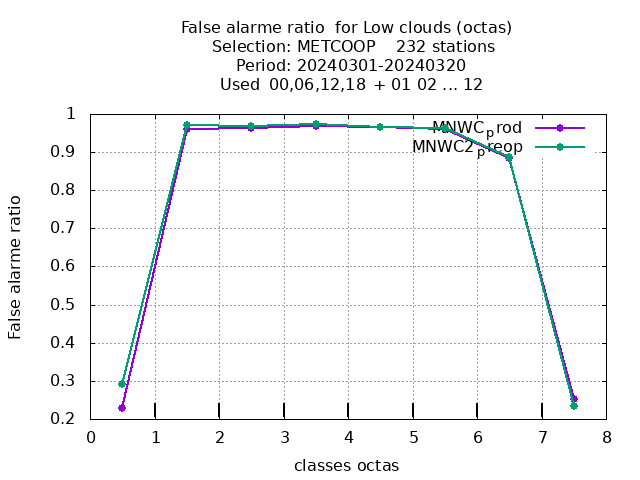 False alarme ratio  for Low clouds (octas)
Selection: METCOOP    232 stations
Period: 20240301-20240320
Used  00,06,12,18  + 01 02 ... 12
1
0.9
0.8
0.7
0.6
0.5
0.4
0.3
0.2
False alarme ratio
MNWCprod
MNWC2preop
0 1 2 3 4 5 6 7 8
classes octas